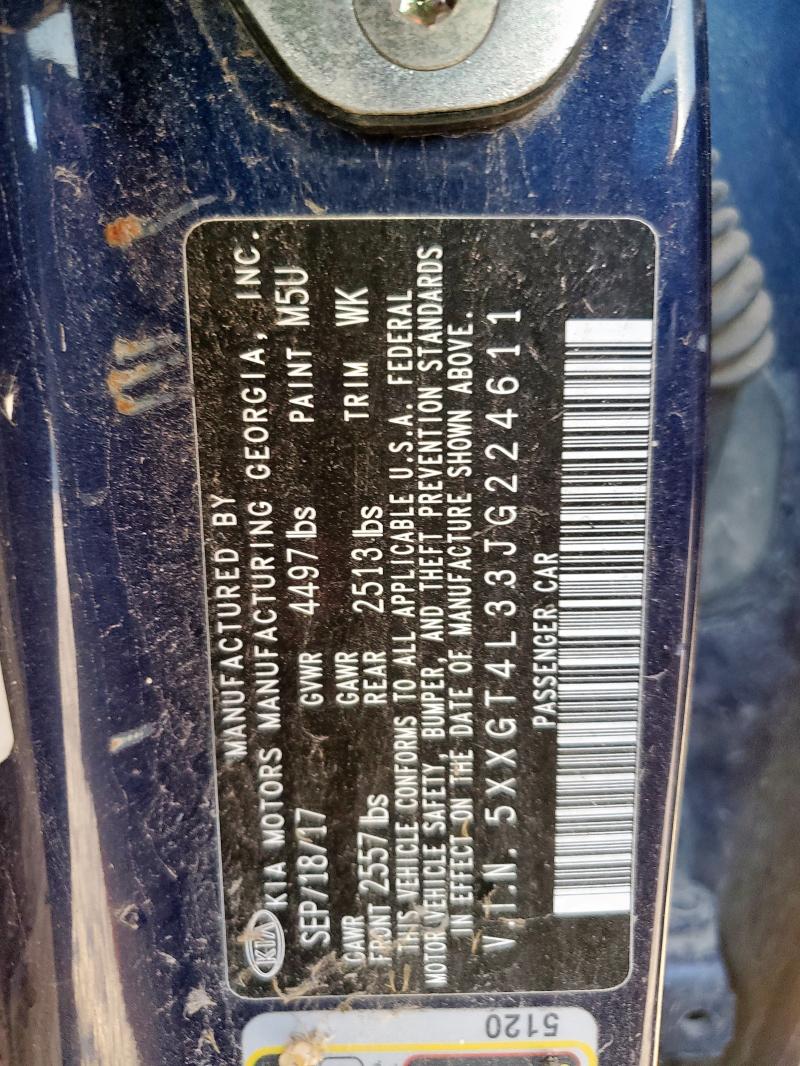 MANUFACTURED BY
KIA KIA MOTORS MANUFACTURING GEORGIA, INC.
SEP/18/17 GVWR 4497 lbs PAINT M5U
GAWR FRONT 2557 lbs GAWR REAR 2513 lbs TRIM WK
THIS VEHICLE CONFORMS TO ALL APPLICABLE U.S.A. FEDERAL
MOTOR VEHICLE SAFETY, BUMPER, AND THEFT PREVENTION STANDARDS
IN EFFECT ON THE DATE OF MANUFACTURE SHOWN ABOVE.
V.I.N. 5XXGT4L33JG224611
PASSENGER CAR
5120